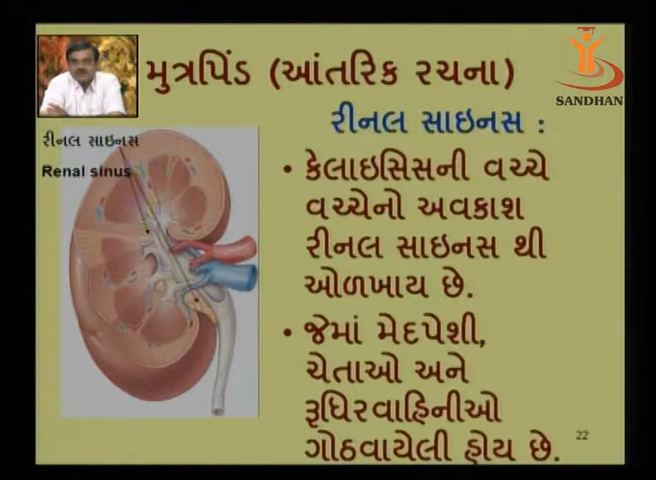 મુત્રપિંડ (આંતરિક રચના)
SANDHAN
રીનલ સાઇનસ :
રીનલ સાઇનસ
Renal sinus
• કેલાઇસિસની વચ્ચે
વચ્ચેનો અવકાશ
રીનલ સાઇનસ થી
ઓળખાય છે.
• જેમાં મેદપેશી,
ચેતાઓ અને
રૂધિરવાહિનીઓ
ગોઠવાયેલી હોય છે.
22